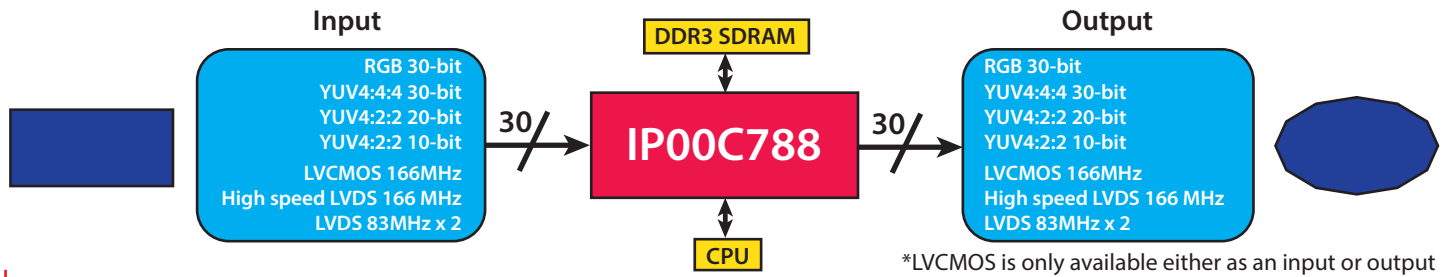 Input
RGB 30-bit
YUV4:4:4 30-bit
YUV4:2:2 20-bit
YUV4:2:2 10-bit
LVCMOS 166MHz
High speed LVDS 166 MHz
LVDS 83MHz x 2
30
DDR3 SDRAM
IP00C788
CPU
30
Output
RGB 30-bit
YUV4:4:4 30-bit
YUV4:2:2 20-bit
YUV4:2:2 10-bit
LVCMOS 166MHz
High speed LVDS 166 MHz
LVDS 83MHz x 2
*LVCMOS is only available either as an input or output